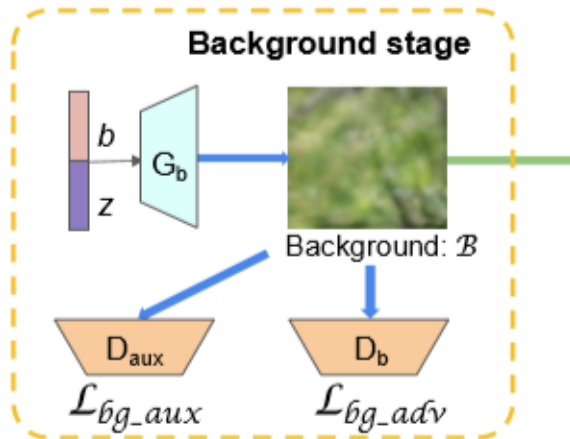 Background stage
b
G_b
z
Background: ℬ
D_aux
D_b
ℒ_bg_aux
ℒ_bg_adv